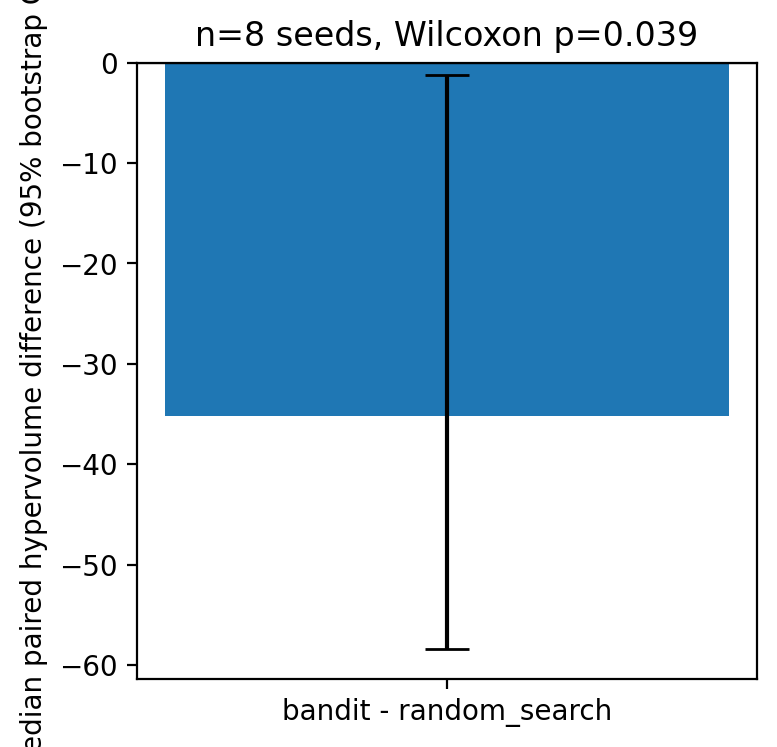 n=8 seeds, Wilcoxon p=0.039
edian paired hypervolume difference (95% bootstrap
0
−10
−20
−30
−40
−50
−60
bandit - random_search